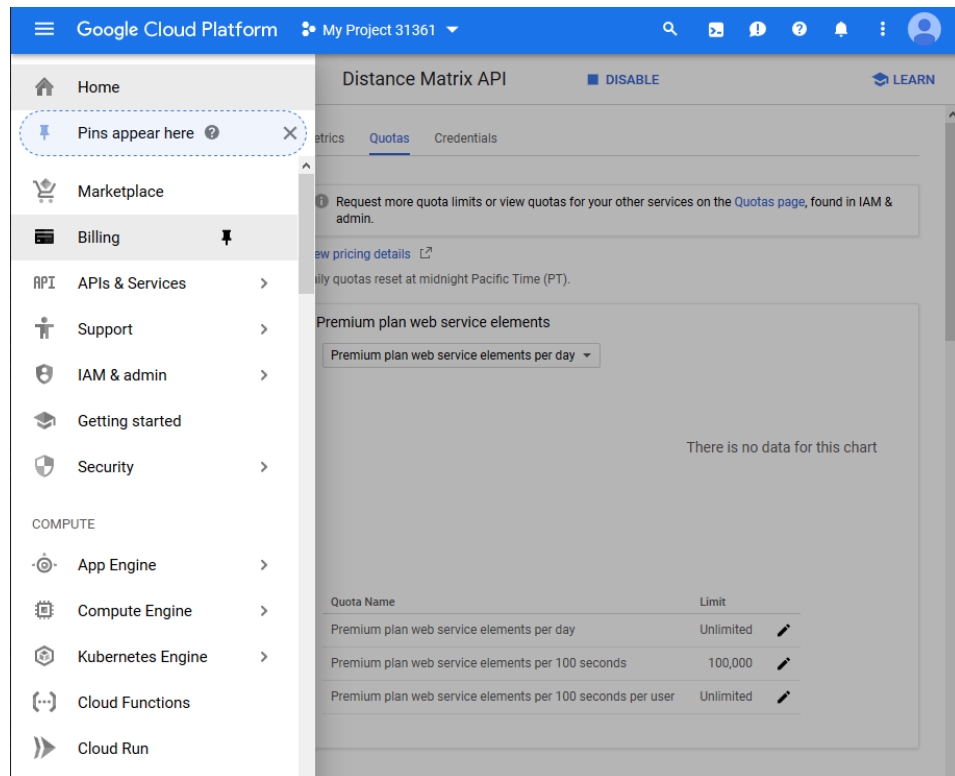 Google Cloud Platform My Project 31361
Home
Pins appear here
Marketplace
Billing
API APIs & Services
Support
IAM & admin
Getting started
Security
COMPUTE
App Engine
Compute Engine
Kubernetes Engine
Cloud Functions
Cloud Run
Distance Matrix API DISABLE LEARN
etrics Quotas Credentials
Request more quota limits or view quotas for your other services on the Quotas page, found in IAM &
admin.
ew pricing details
ily quotas reset at midnight Pacific Time (PT).
Premium plan web service elements
Premium plan web service elements per day
There is no data for this chart
Quota Name Limit
Premium plan web service elements per day Unlimited
Premium plan web service elements per 100 seconds 100,000
Premium plan web service elements per 100 seconds per user Unlimited